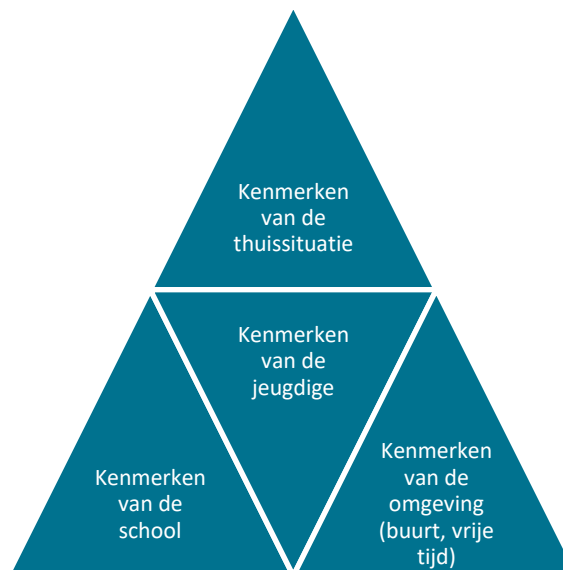 Kenmerken
van de
thuissituatie
Kenmerken
van de
jeugdige
Kenmerken
van de
school
Kenmerken
van de
omgeving
(buurt, vrije
tijd)